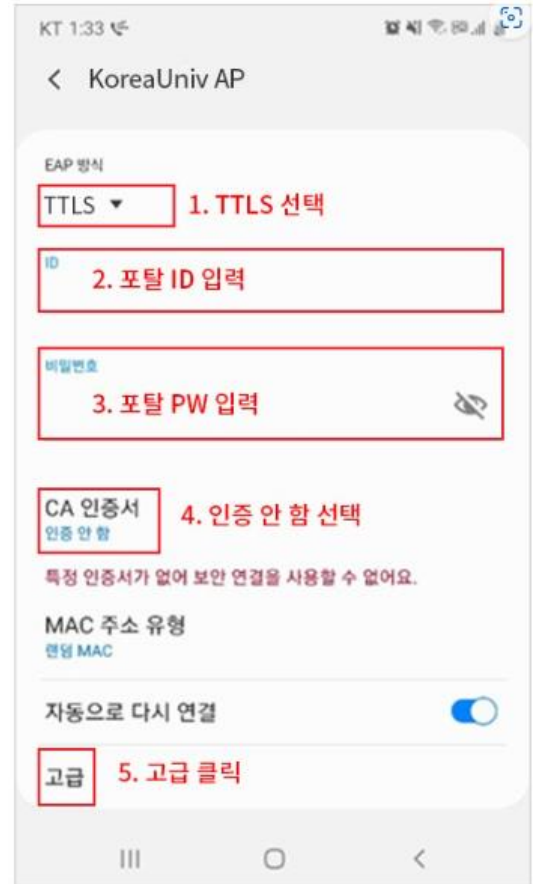 KT 1:33
< KoreaUniv AP
EAP 방식
TTLS ▼ 1. TTLS 선택
ID
2. 포탈 ID 입력
비밀번호
3. 포탈 PW 입력
CA 인증서
인증 안 함
4. 인증 안 함 선택
특정 인증서가 없어 보안 연결을 사용할 수 없어요.
MAC 주소 유형
랜덤 MAC
자동으로 다시 연결
고급 5. 고급 클릭